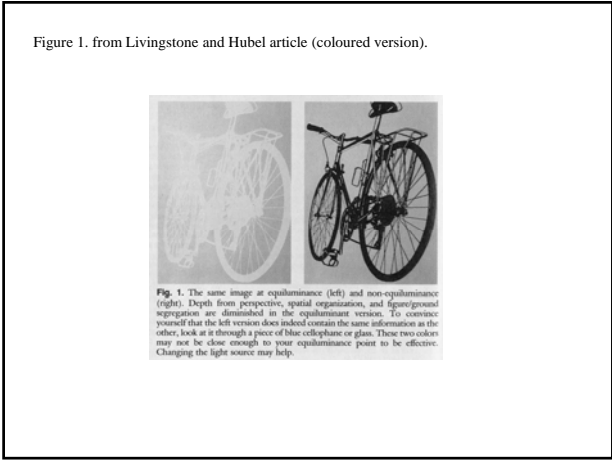 Figure 1. from Livingstone and Hubel article (coloured version).
Fig. 1. The same image at equiluminance (left) and non-equiluminance
(right). Depth from perspective, spatial organization, and figure/ground
segregation are diminished in the equiluminant version. To convince
yourself that the left version does indeed contain the same information as the
other, look at it through a piece of blue cellophane or glass. These two colors
may not be close enough to your equiluminance point to be effective.
Changing the light source may help.